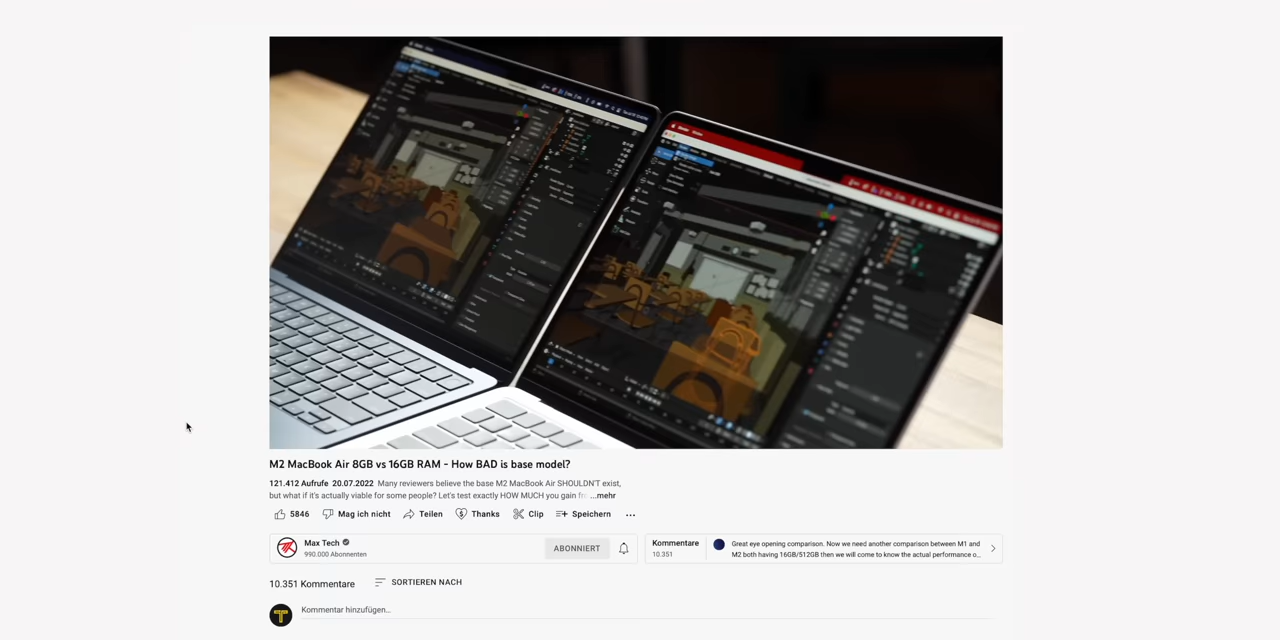 M2 MacBook Air 8GB vs 16GB RAM - How BAD is base model?
121.412 Aufrufe 20.07.2022 Many reviewers believe the base M2 MacBook Air SHOULDN'T exist,
but what if it's actually viable for some people? Let's test exactly HOW MUCH you gain ...mehr
5846 Mag ich nicht Teilen Thanks Clip Speichern ...
Max Tech
990.000 Abonnenten
ABONNIERT
Kommentare
10.351
Great eye opening comparison. Now we need another comparison between M1 and
M2 both having 16GB/512GB then we will come to know the actual performance o...
10.351 Kommentare SORTIEREN NACH
Kommentar hinzufügen...